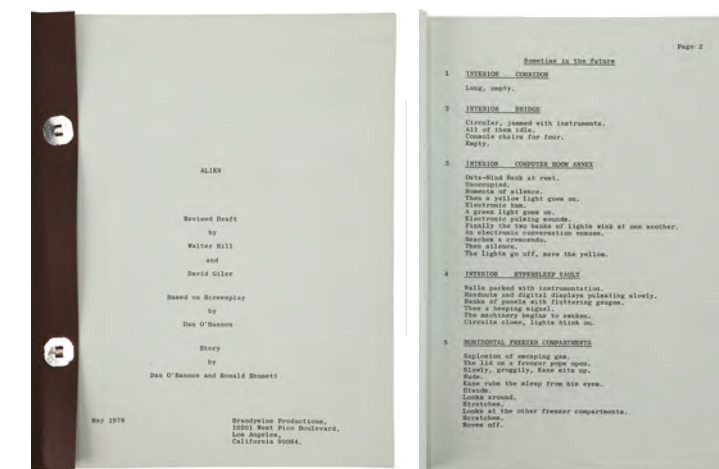 ALIEN
Revised Draft
by
Walter Hill
and
David Giler
Based on Screenplay
by
Dan O'Bannon
Story
by
Dan O'Bannon and Ronald Shusett
May 1978
Brandywine Productions,
10201 West Pico Boulevard,
Los Angeles,
California 90064.
Page 2
Sometime in the future
1 INTERIOR CORRIDOR
Long, empty.
2 INTERIOR BRIDGE
Circular, jammed with instruments.
All of them idle.
Console chairs for four.
Empty.
3 INTERIOR COMPUTER ROOM ANNEX
Data-Mind Bank at rest.
Unoccupied.
Moments of silence.
Then a yellow light goes on.
Electronic hum.
A green light goes on.
Electronic pulsing sounds.
Finally the two banks of lights wink at one another.
An electronic conversation ensues.
Reaches a crescendo.
Then silence.
The lights go off, save the yellow.
4 INTERIOR HYPERSLEEP VAULT
Walls packed with instrumentation.
Readouts and digital displays pulsating slowly.
Banks of panels with fluttering gauges.
Then a beeping signal.
The machinery begins to awaken.
Circuits close, lights blink on.
5 HORIZONTAL FREEZER COMPARTMENTS
Explosion of escaping gas.
The lid on a freezer pops open.
Slowly, groggily, Kane sits up.
Nude.
Kane rubs the sleep from his eyes.
Stands.
Looks around.
Stretches.
Looks at the other freezer compartments.
Scratches.
Moves off.